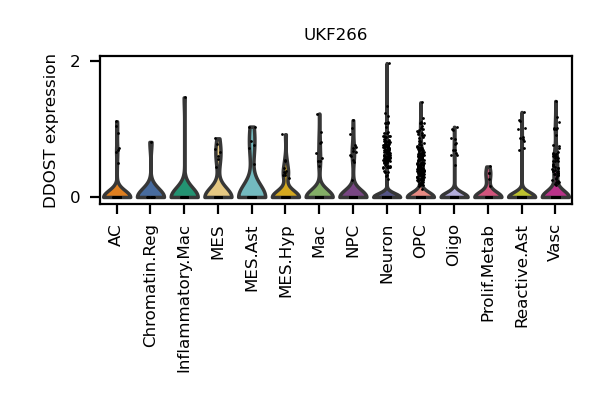 UKF266
DDOST expression
2
0
AC
Chromatin.Reg
Inflammatory.Mac
MES
MES.Ast
MES.Hyp
Mac
NPC
Neuron
OPC
Oligo
Prolif.Metab
Reactive.Ast
Vasc